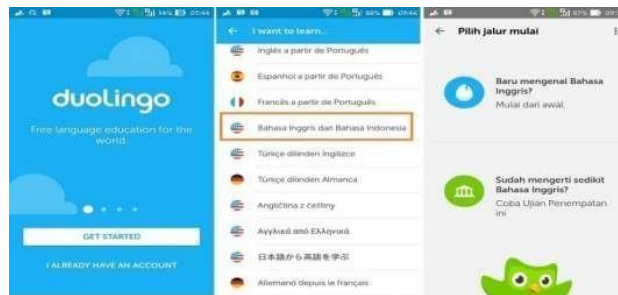 duolingo
Free language education for the
world.
GET STARTED
I ALREADY HAVE AN ACCOUNT
I want to learn...
Inglês a partir de Português
Espanhol a partir de Português
Francês a partir de Português
Bahasa Inggris dari Bahasa Indonesia
Türkçe dilinden İngilizce
Türkçe dilinden Almanca
Angličtina z češtiny
Αγγλικά από Ελληνικά
日本語から英語を学ぶ
Allemand depuis le français
Pilih jalur mulai
Baru mengenal Bahasa
Inggris?
Mulai dari awal.
Sudah mengerti sedikit
Bahasa Inggris?
Coba Ujian Penempatan
ini